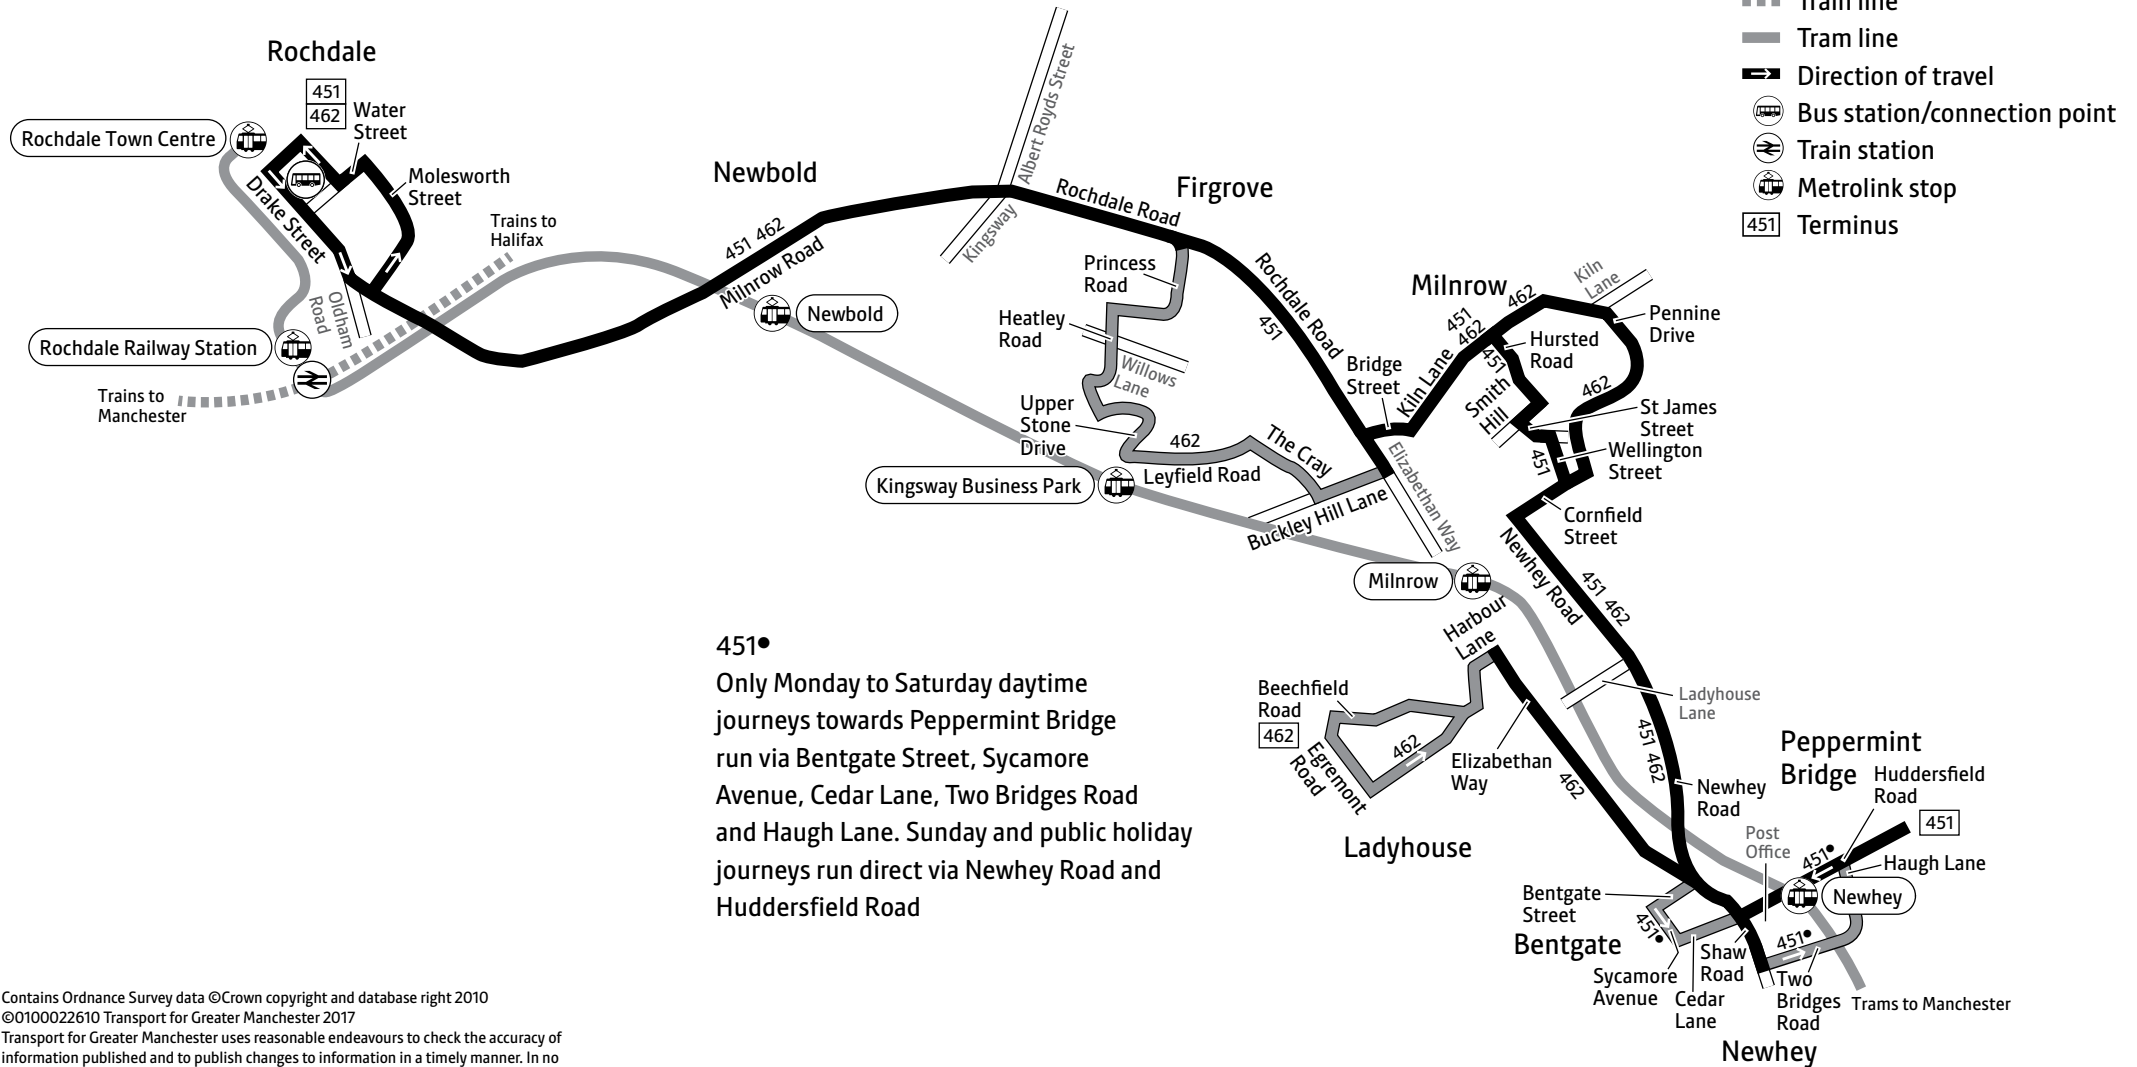 Train line
Tram line
Direction of travel
Bus station/connection point
Train station
Metrolink stop
451 Terminus
Rochdale
451
462
Water
Street
Rochdale Town Centre
Molesworth
Street
Drake Street
Trains to
Halifax
Oldham
Road
Rochdale Railway Station
Trains to
Manchester
Newbold
451 462
Milnrow Road
Newbold
Albert Royds Street
Kingsway
Rochdale Road
Firgrove
Princess
Road
Heatley
Road
Willows
Lane
Upper
Stone
Drive
462
Leyfield Road
The Cray
Kingsway Business Park
Buckley Hill Lane
Rochdale Road
451
Bridge
Street
Elizabethan Way
Milnrow
Kiln Lane
451
462
462
Kiln
Lane
Pennine
Drive
Hursted
Road
451
Smith
Hill
462
St James
Street
Wellington
Street
451
Cornfield
Street
Newhey Road
451 462
Milnrow
Harbour
Lane
Ladyhouse
Lane
Beechfield
Road
462
Egremont
Road
462
Elizabethan
Way
462
Ladyhouse
451 462
Newhey
Road
Peppermint
Bridge
Huddersfield
Road
451
Post
Office
451●
Haugh Lane
Newhey
Bentgate
Street
451●
Bentgate
Sycamore
Avenue
Cedar
Lane
Shaw
Road
451●
Two
Bridges
Road
Trams to Manchester
Newhey
451●
Only Monday to Saturday daytime
journeys towards Peppermint Bridge
run via Bentgate Street, Sycamore
Avenue, Cedar Lane, Two Bridges Road
and Haugh Lane. Sunday and public holiday
journeys run direct via Newhey Road and
Huddersfield Road
Contains Ordnance Survey data ©Crown copyright and database right 2010
©0100022610 Transport for Greater Manchester 2017
Transport for Greater Manchester uses reasonable endeavours to check the accuracy of
information published and to publish changes to information in a timely manner. In no